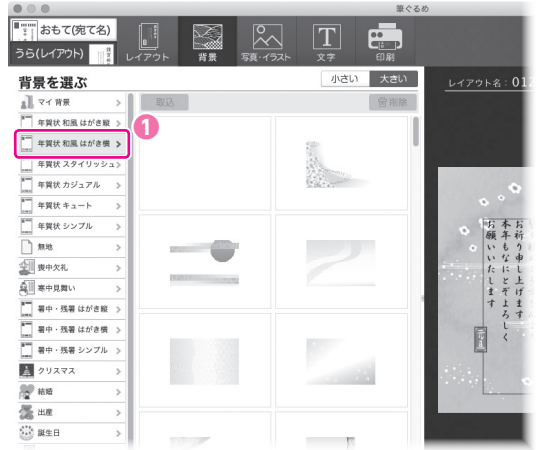 筆ぐるめ
おもて(宛て名)
うら(レイアウト)
レイアウト
背景
写真・イラスト
文字
印刷
背景を選ぶ
小さい
大きい
レイアウト名：012
マイ 背景
年賀状 和風 はがき縦
年賀状 和風 はがき横
年賀状 スタイリッシュ
年賀状 カジュアル
年賀状 キュート
年賀状 シンプル
無地
喪中欠礼
寒中見舞い
暑中・残暑 はがき縦
暑中・残暑 はがき横
暑中・残暑 シンプル
クリスマス
結婚
出産
誕生日
取込
削除
1
お祈り申し上げます
本年もなにとぞよろしく
お願いいたします